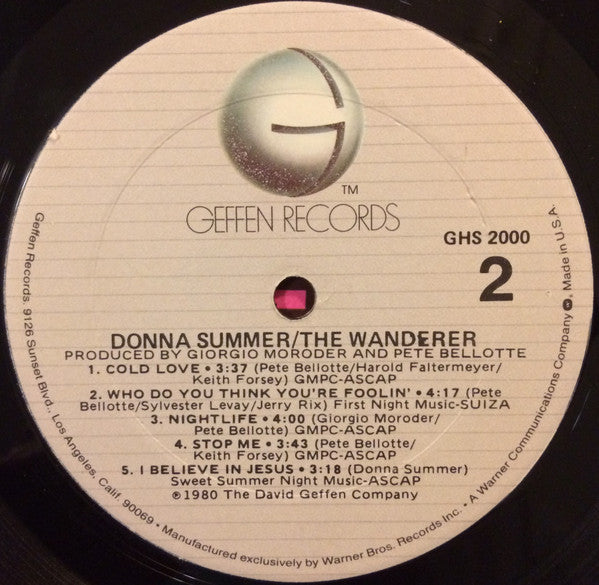 G
TM
GEFFEN RECORDS
GHS 2000
2
DONNA SUMMER/THE WANDERER
PRODUCED BY GIORGIO MORODER AND PETE BELLOTTE
1. COLD LOVE • 3:37 (Pete Bellotte/Harold Faltermeyer/
Keith Forsey) GMPC-ASCAP
2. WHO DO YOU THINK YOU'RE FOOLIN' • 4:17 (Pete
Bellotte/Sylvester Levay/Jerry Rix) First Night Music-SUIZA
3. NIGHTLIFE • 4:00 (Giorgio Moroder/
Pete Bellotte) GMPC-ASCAP
4. STOP ME • 3:43 (Pete Bellotte/
Keith Forsey) GMPC-ASCAP
5. I BELIEVE IN JESUS • 3:18 (Donna Summer)
Sweet Summer Night Music-ASCAP
℗1980 The David Geffen Company
Geffen Records, 9126 Sunset Blvd., Los Angeles, Calif. 90069 • Manufactured exclusively by Warner Bros. Records Inc. • A Warner Communications Company. Made in U.S.A.